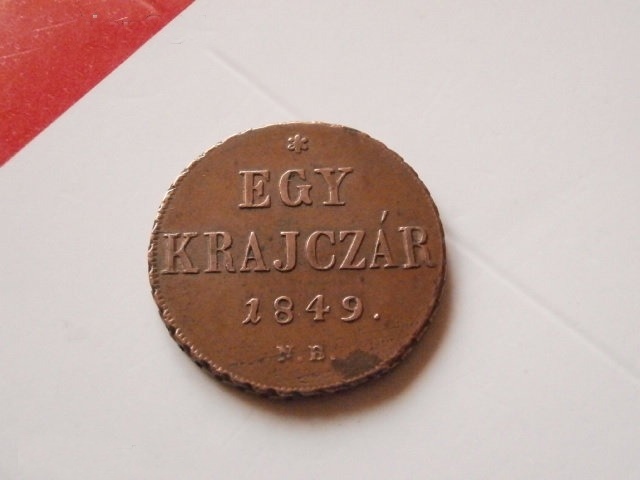 *
EGY
KRAJCZÁR
1849.
N.B.